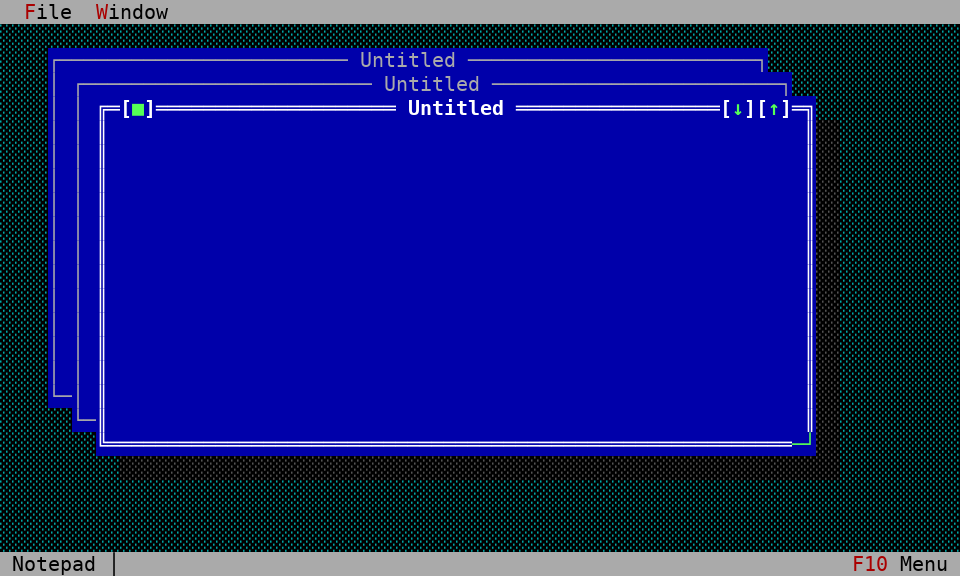 File Window
Untitled
Untitled
[■] Untitled [↓][↑]
Notepad F10 Menu